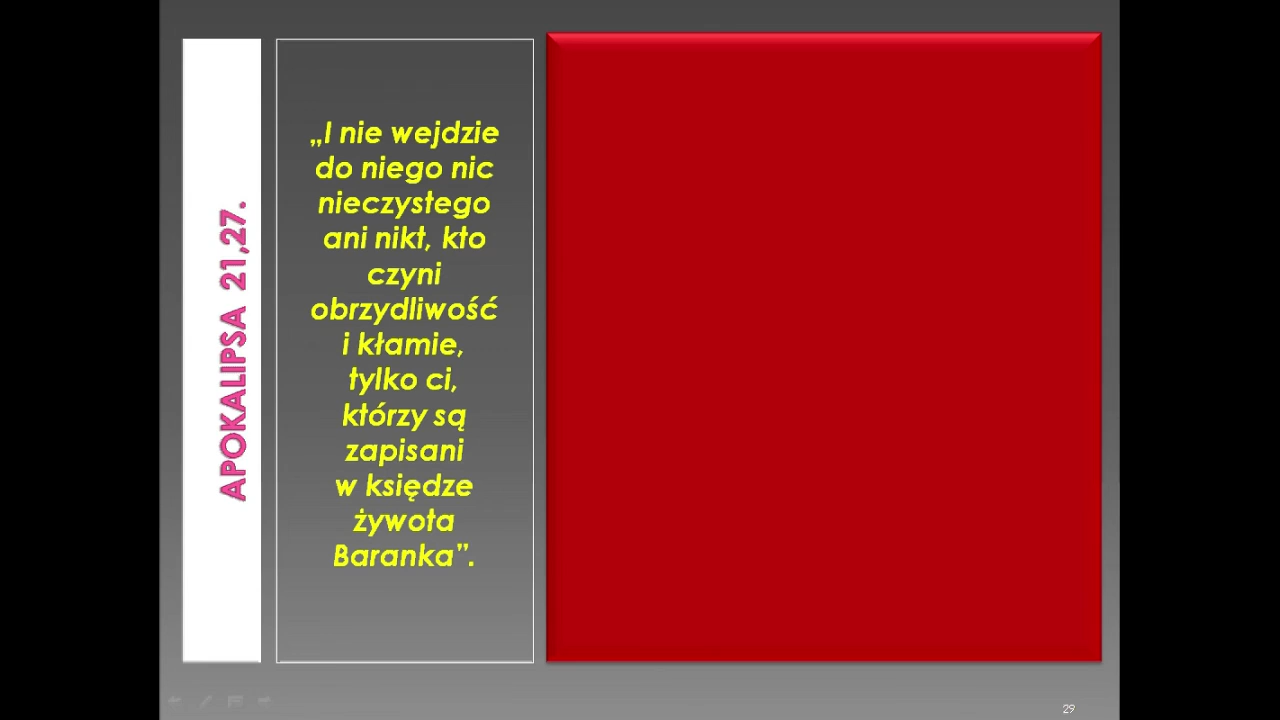 APOKALIPSA 21,27.
„I nie wejdzie
do niego nic
nieczystego
ani nikt, kto
czyni
obrzydliwość
i kłamie,
tylko ci,
którzy są
zapisani
w księdze
żywota
Baranka”.
29